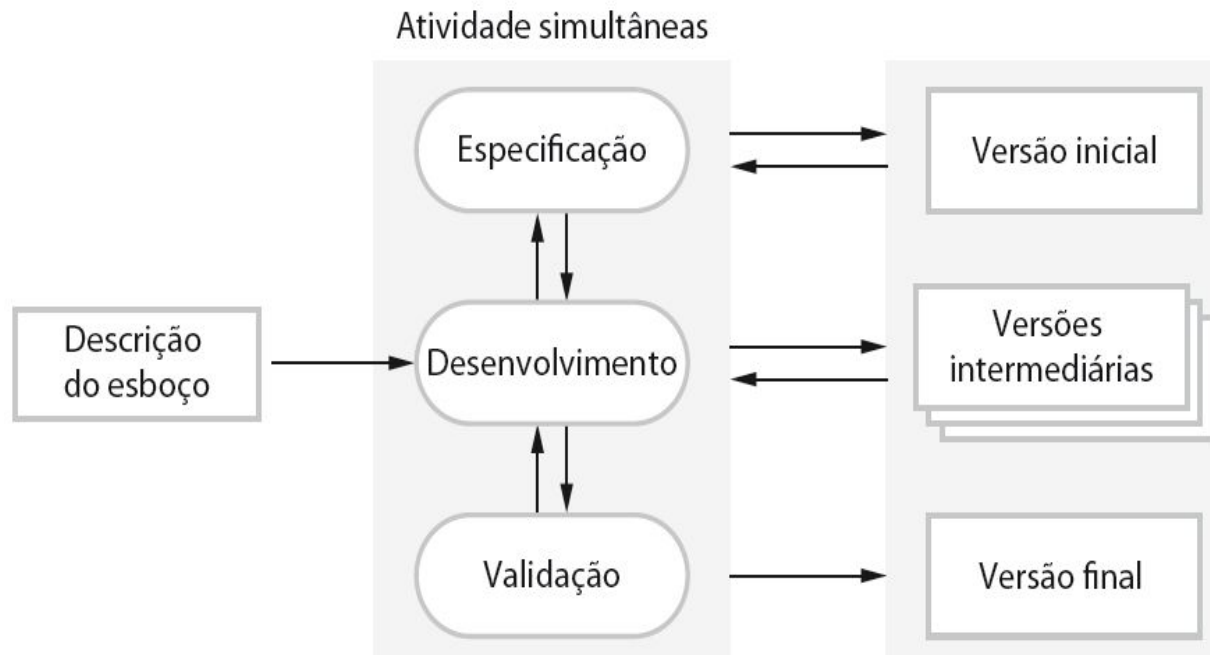 Atividade simultâneas
Especificação
Versão inicial
Descrição
do esboço
Desenvolvimento
Versões
intermediárias
Validação
Versão final